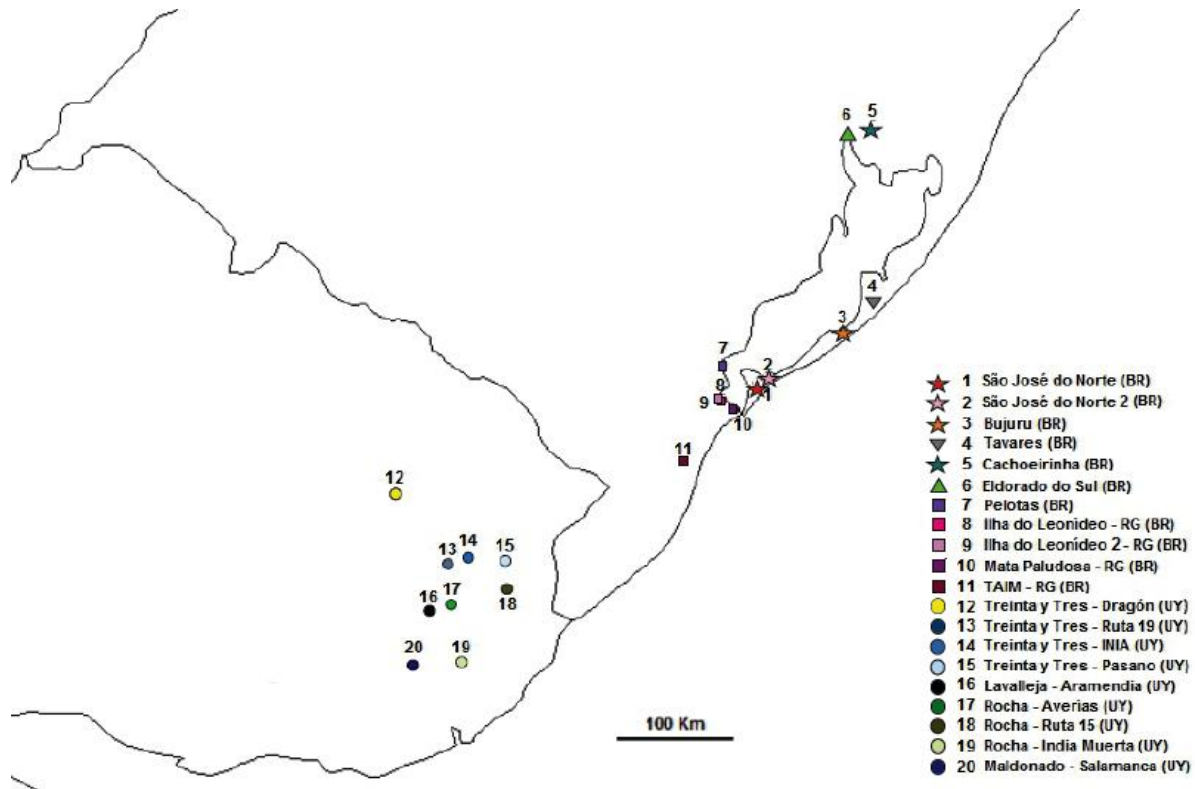 6
5
4
3
7
2
8
1
9
10
11
12
14
13
15
17
16
18
20
19
100 Km
1 São José do Norte (BR)
2 São José do Norte 2 (BR)
3 Bujuru (BR)
4 Tavares (BR)
5 Cachoeirinha (BR)
6 Eldorado do Sul (BR)
7 Pelotas (BR)
8 Ilha do Leonídeo - RG (BR)
9 Ilha do Leonídeo 2 - RG (BR)
10 Mata Paludosa - RG (BR)
11 TAIM - RG (BR)
12 Treinta y Tres - Dragón (UY)
13 Treinta y Tres - Ruta 19 (UY)
14 Treinta y Tres - INIA (UY)
15 Treinta y Tres - Pasano (UY)
16 Lavalleja - Aramendia (UY)
17 Rocha - Averias (UY)
18 Rocha - Ruta 15 (UY)
19 Rocha - India Muerta (UY)
20 Maldonado - Salamanca (UY)